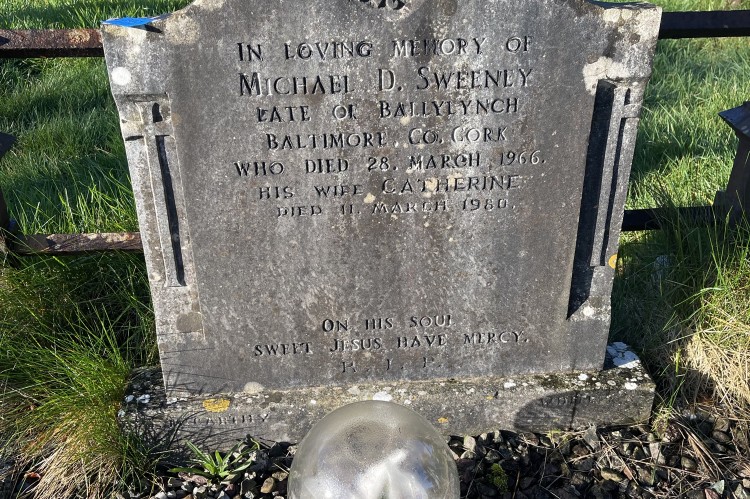 IN LOVING MEMORY OF
MICHAEL D. SWEENEY
LATE OF BALLYLYNCH
BALTIMORE CO. CORK
WHO DIED 28. MARCH 1966.
HIS WIFE CATHERINE
DIED 11. MARCH 1980.
ON HIS SOUL
SWEET JESUS HAVE MERCY.
R. I. P.